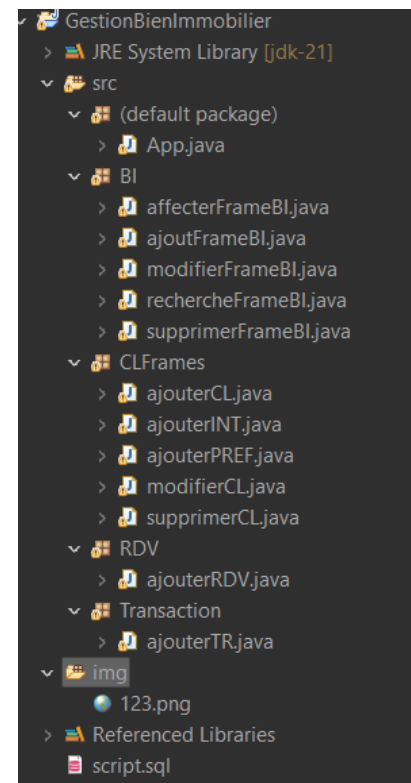 GestionBienImmobilier
JRE System Library [jdk-21]
src
(default package)
App.java
BI
affecterFrameBI.java
ajoutFrameBI.java
modifierFrameBI.java
rechercheFrameBI.java
supprimerFrameBI.java
CLFrames
ajouterCL.java
ajouterINT.java
ajouterPREF.java
modifierCL.java
supprimerCL.java
RDV
ajouterRDV.java
Transaction
ajouterTR.java
img
123.png
Referenced Libraries
script.sql